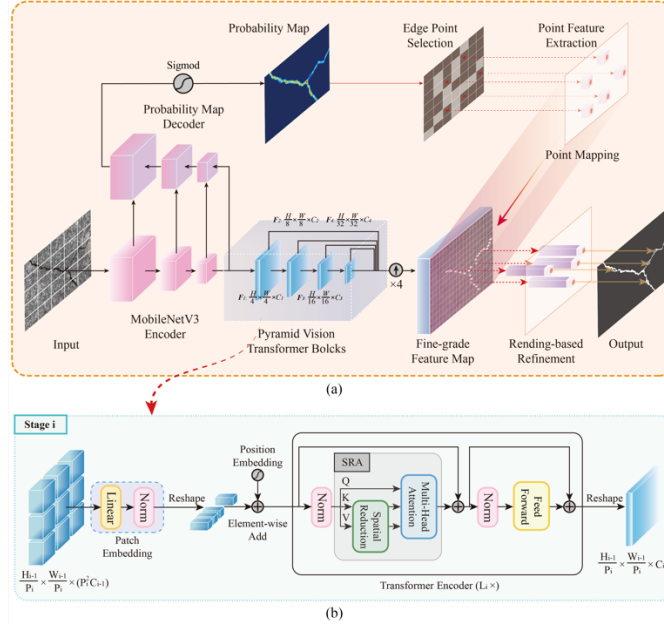 Probability Map
Edge Point
Selection
Point Feature
Extraction
Sigmod
Probability Map
Decoder
Point Mapping
F₂: H/8 × W/8 × C₂
F₄: H/32 × W/32 × C₄
F₁: H/4 × W/4 × C₁
F₃: H/16 × W/16 × C₃
×4
MobileNetV3
Encoder
Input
Pyramid Vision
Transformer Bolcks
Fine-grade
Feature Map
Rending-based
Refinement
Output
(a)
Stage i
Position Embedding
SRA
Linear
Norm
Reshape
Patch
Embedding
Element-wise
Add
Norm
Q
K
V
Spatial
Reduction
Multi-Head
Attention
Norm
Feed
Forward
Reshape
Hᵢ₋₁/Pᵢ × Wᵢ₋₁/Pᵢ × (Pᵢ²Cᵢ₋₁)
Transformer Encoder (Lᵢ ×)
Hᵢ₋₁/Pᵢ × Wᵢ₋₁/Pᵢ × Cᵢ
(b)